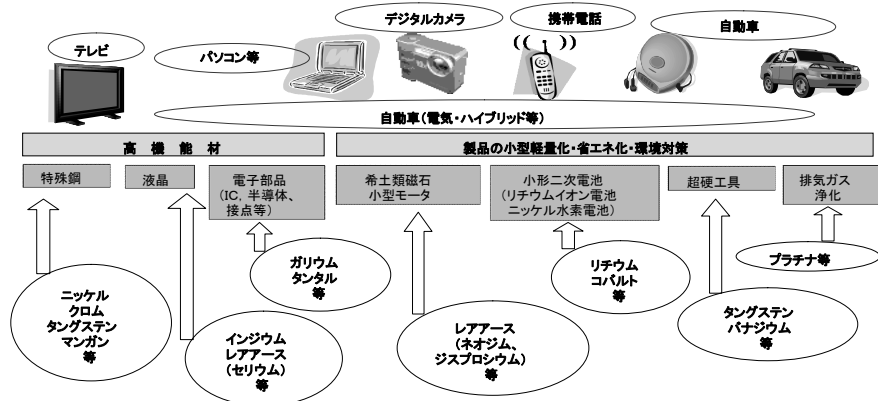 デジタルカメラ
携帯電話
自動車
テレビ
パソコン等
自動車(電気・ハイブリッド等)
高機能材
製品の小型軽量化・省エネ化・環境対策
特殊鋼
液晶
電子部品
(IC, 半導体、
接点等)
希土類磁石
小型モータ
小形二次電池
(リチウムイオン電池
ニッケル水素電池)
超硬工具
排気ガス
浄化
ニッケル
クロム
タングステン
マンガン
等
インジウム
レアアース
(セリウム)
等
ガリウム
タンタル
等
レアアース
(ネオジム、
ジスプロシウム)
等
リチウム
コバルト
等
タングステン
バナジウム
等
プラチナ等